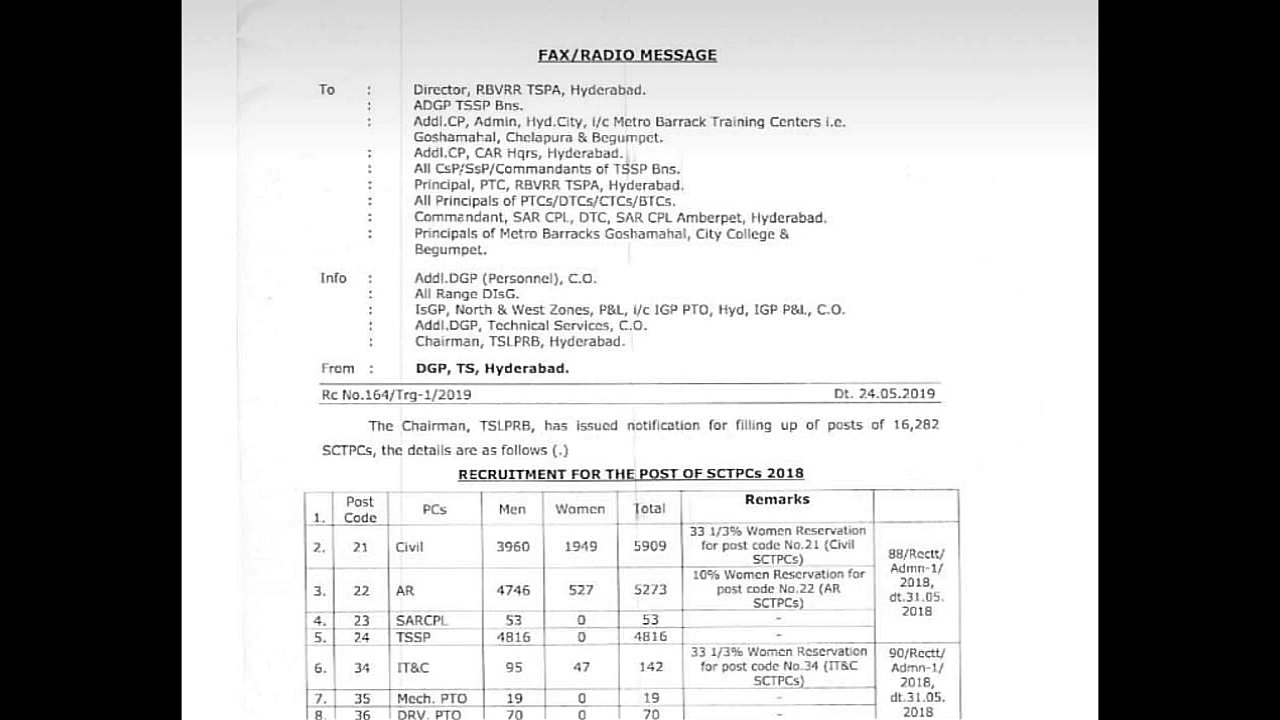 FAX/RADIO MESSAGE
To : Director, RBVRR TSPA, Hyderabad.
: ADGP TSSP Bns.
: Addl.CP, Admin, Hyd.City, i/c Metro Barrack Training Centers i.e.
Goshamahal, Chelapura & Begumpet.
: Addl.CP, CAR Hqrs, Hyderabad.
: All CsP/SsP/Commandants of TSSP Bns.
: Principal, PTC, RBVRR TSPA, Hyderabad.
: All Principals of PTCs/DTCs/CTCs/BTCs.
: Commandant, SAR CPL, DTC, SAR CPL Amberpet, Hyderabad.
: Principals of Metro Barracks Goshamahal, City College &
Begumpet.
Info : Addl.DGP (Personnel), C.O.
: All Range DIsG.
: IsGP, North & West Zones, P&L, i/c IGP PTO, Hyd, IGP P&L, C.O.
: Addl.DGP, Technical Services, C.O.
: Chairman, TSLPRB, Hyderabad.
From : DGP, TS, Hyderabad.
Rc No.164/Trg-1/2019 Dt. 24.05.2019
The Chairman, TSLPRB, has issued notification for filling up of posts of 16,282
SCTPCs, the details are as follows (.)
RECRUITMENT FOR THE POST OF SCTPCs 2018
1. Post Code PCs Men Women Total Remarks
2. 21 Civil 3960 1949 5909 33 1/3% Women Reservation
for post code No.21 (Civil
SCTPCs)
3. 22 AR 4746 527 5273 10% Women Reservation for
post code No.22 (AR
SCTPCs)
4. 23 SARCPL 53 0 53 -
5. 24 TSSP 4816 0 4816 -
88/Rectt/
Admn-1/
2018,
dt.31.05.
2018
6. 34 IT&C 95 47 142 33 1/3% Women Reservation
for post code No.34 (IT&C
SCTPCs)
7. 35 Mech. PTO 19 0 19 -
8. 36 DRV. PTO 70 0 70 -
90/Rectt/
Admn-1/
2018,
dt.31.05.
2018